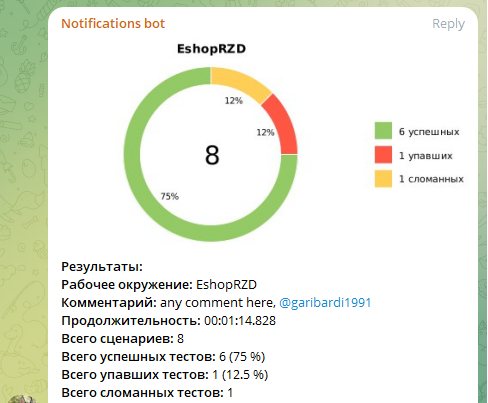 Notifications bot
Reply
EshopRZD
12%
12%
8
75%
6 успешных
1 упавших
1 сломанных
Результаты:
Рабочее окружение: EshopRZD
Комментарий: any comment here, @garibardi1991
Продолжительность: 00:01:14.828
Всего сценариев: 8
Всего успешных тестов: 6 (75 %)
Всего упавших тестов: 1 (12.5 %)
Всего сломанных тестов: 1